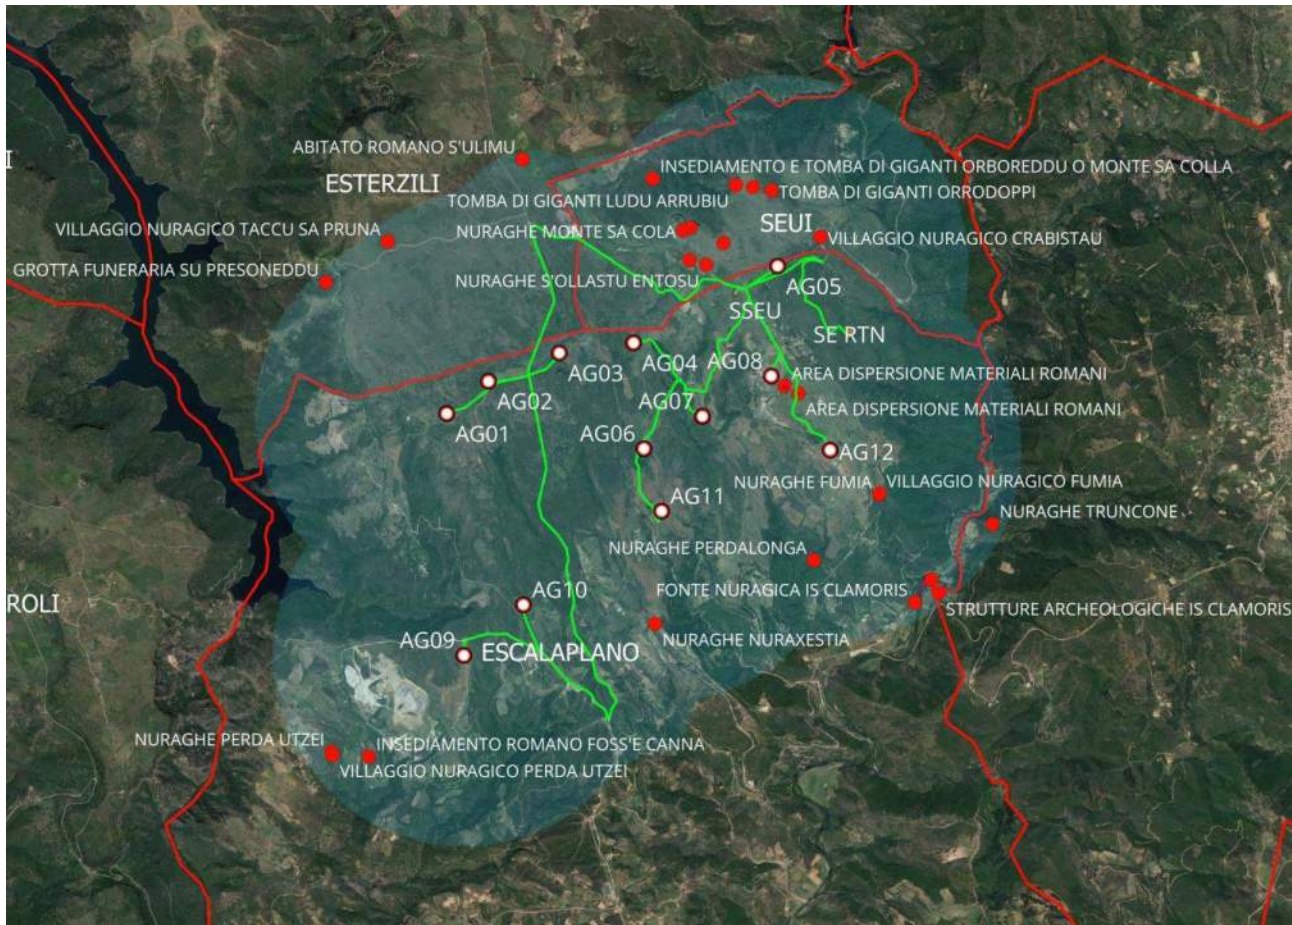 ABITATO ROMANO S'ULIMU
I
INSEDIAMENTO E TOMBA DI GIGANTI ORBOREDDU O MONTE SA COLLA
ESTERZILI
TOMBA DI GIGANTI ORRODOPPI
TOMBA DI GIGANTI LUDU ARRUBIU
SEUI
VILLAGGIO NURAGICO TACCU SA PRUNA
NURAGHE MONTE SA COLA
VILLAGGIO NURAGICO CRABISTAU
GROTTA FUNERARIA SU PRESONEDDU
NURAGHE S'OLLASTU ENTOSU
AG05
SSEU
SE RTN
AG04
AG08
AG03
AREA DISPERSIONE MATERIALI ROMANI
AG02
AG07
AREA DISPERSIONE MATERIALI ROMANI
AG01
AG06
AG12
NURAGHE FUMIA
VILLAGGIO NURAGICO FUMIA
AG11
NURAGHE TRUNCONE
NURAGHE PERDALONGA
AG10
FONTE NURAGICA IS CLAMORIS
ROLI
STRUTTURE ARCHEOLOGICHE IS CLAMORIS
AG09
NURAGHE NURAXESTIA
ESCALAPLANO
NURAGHE PERDA UTZEI
INSEDIAMENTO ROMANO FOSS'E CANNA
VILLAGGIO NURAGICO PERDA UTZEI